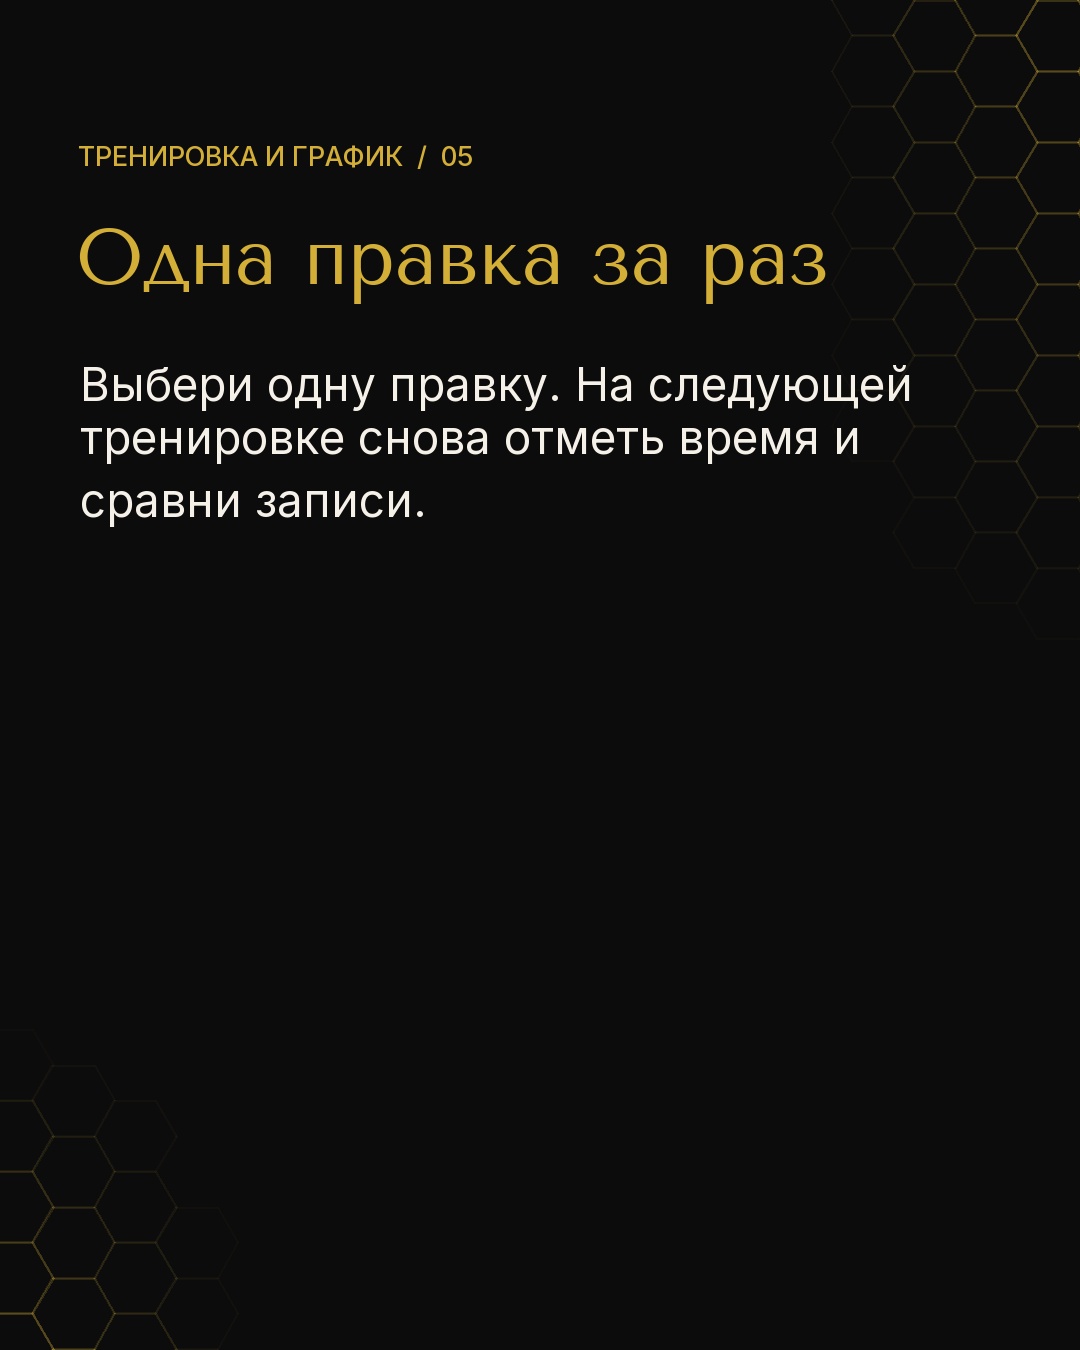 ТРЕНИРОВКА И ГРАФИК / 05
Одна правка за раз
Выбери одну правку. На следующей
тренировке снова отметь время и
сравни записи.